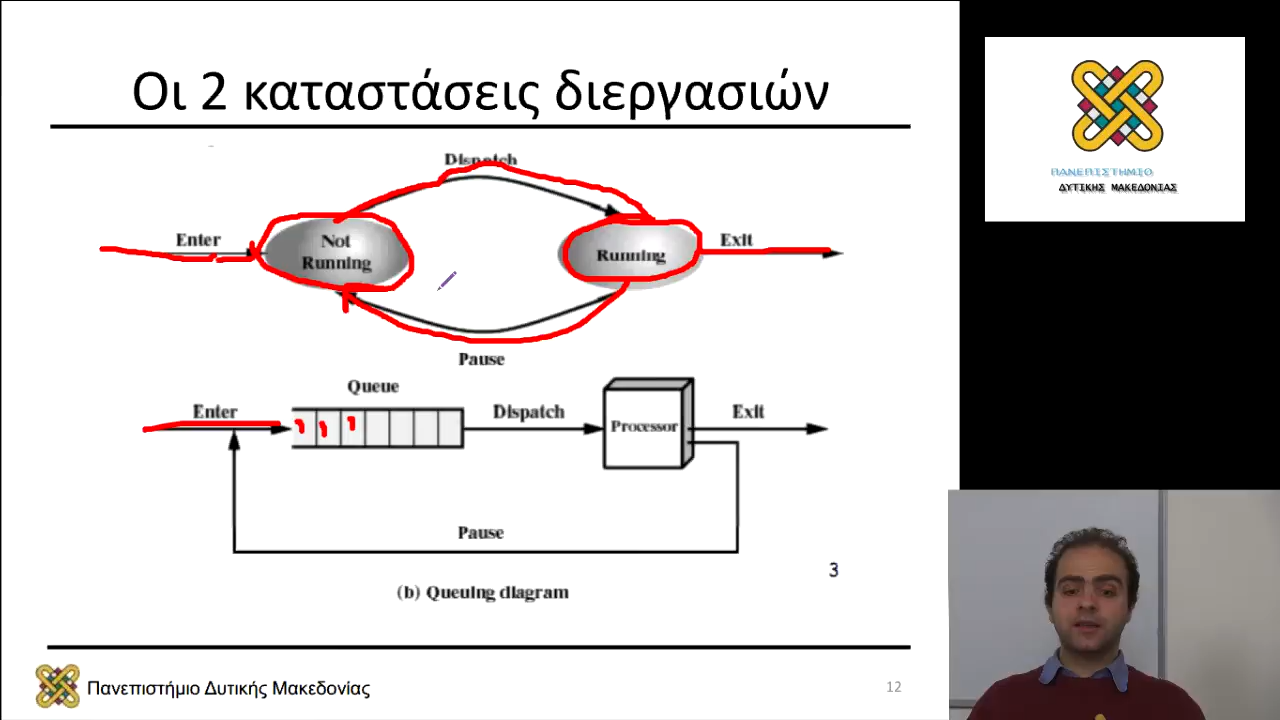 Οι 2 καταστάσεις διεργασιών
Dispatch
Enter
Not
Running
Running
Exit
Pause
Queue
Enter
Dispatch
Processor
Exit
Pause
3
(b) Queuing diagram
Πανεπιστήμιο Δυτικής Μακεδονίας
12
ΠΑΝΕΠΙΣΤΗΜΙΟ
ΔΥΤΙΚΗΣ ΜΑΚΕΔΟΝΙΑΣ